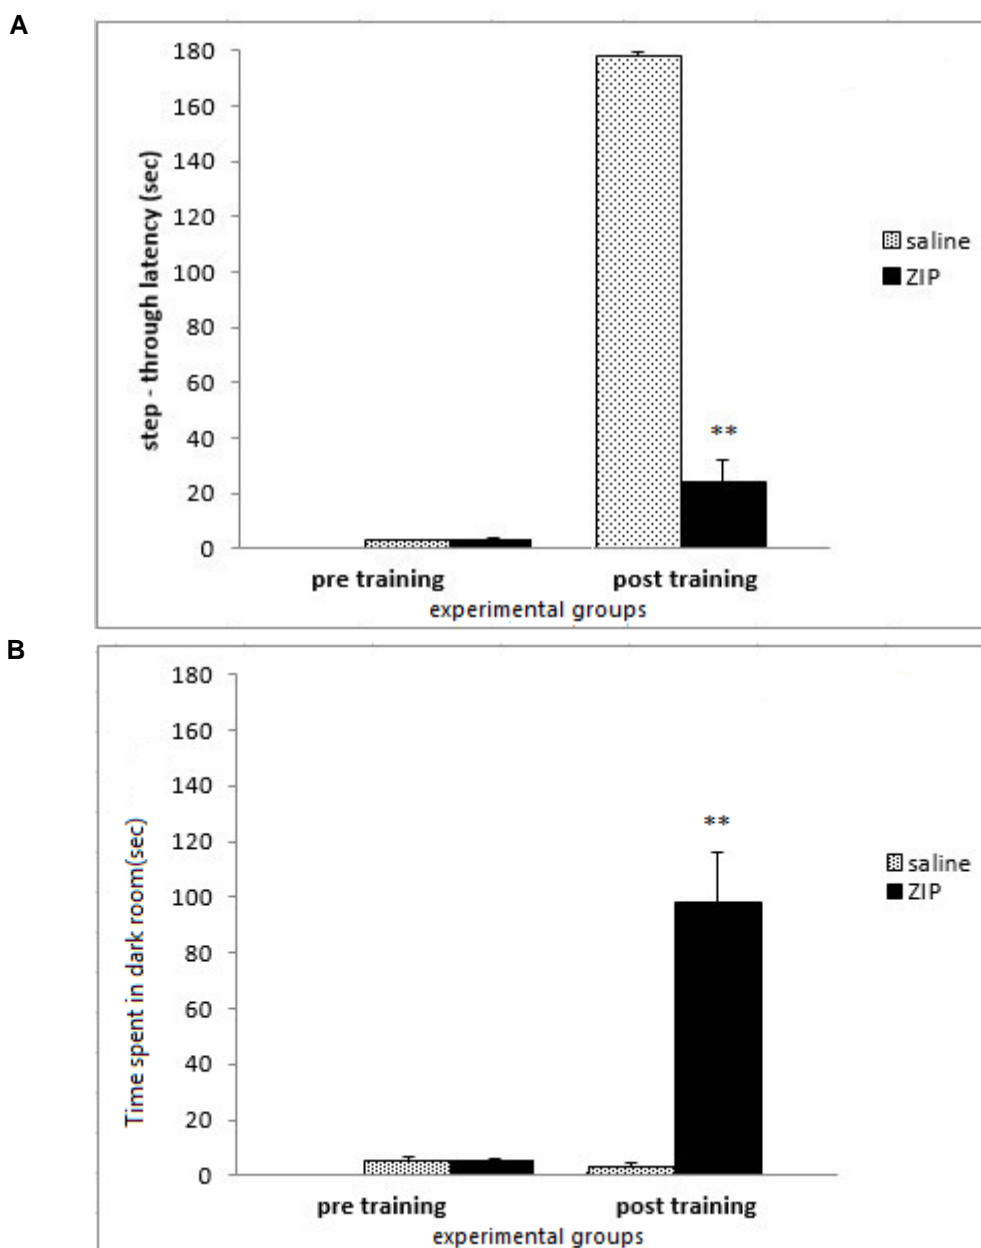 A
180
160
140
120
100
80
60
40
20
0
step - through latency (sec)
**
saline
ZIP
pre training
post training
experimental groups
B
180
160
140
120
100
80
60
40
20
0
Time spent in dark room(sec)
**
saline
ZIP
pre training
post training
experimental groups